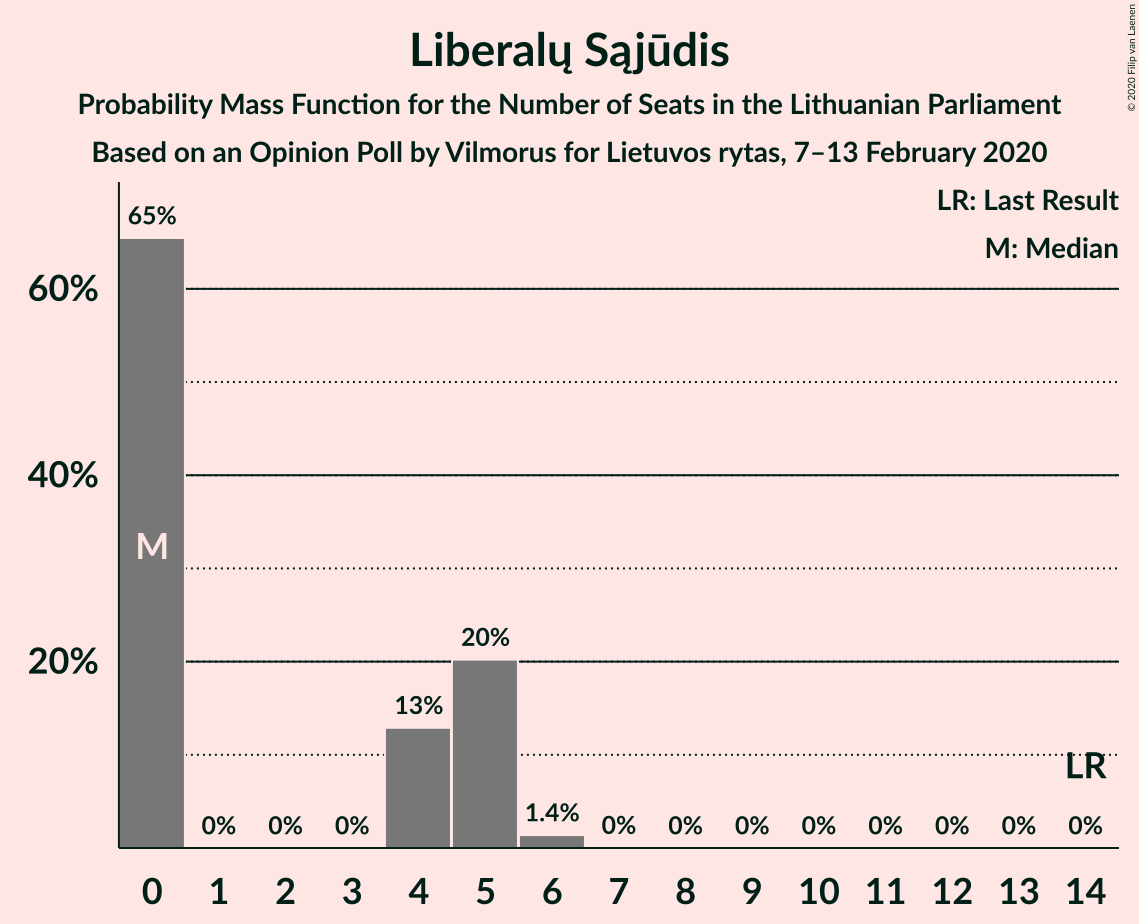 Liberalų Sąjūdis
Probability Mass Function for the Number of Seats in the Lithuanian Parliament
Based on an Opinion Poll by Vilmorus for Lietuvos rytas, 7–13 February 2020
© 2020 Filip van Laenen
LR: Last Result
M: Median
65%
60%
40%
M
20%
20%
13%
LR
1.4%
0% 0% 0% 0% 0% 0% 0% 0% 0% 0% 0%
0 1 2 3 4 5 6 7 8 9 10 11 12 13 14